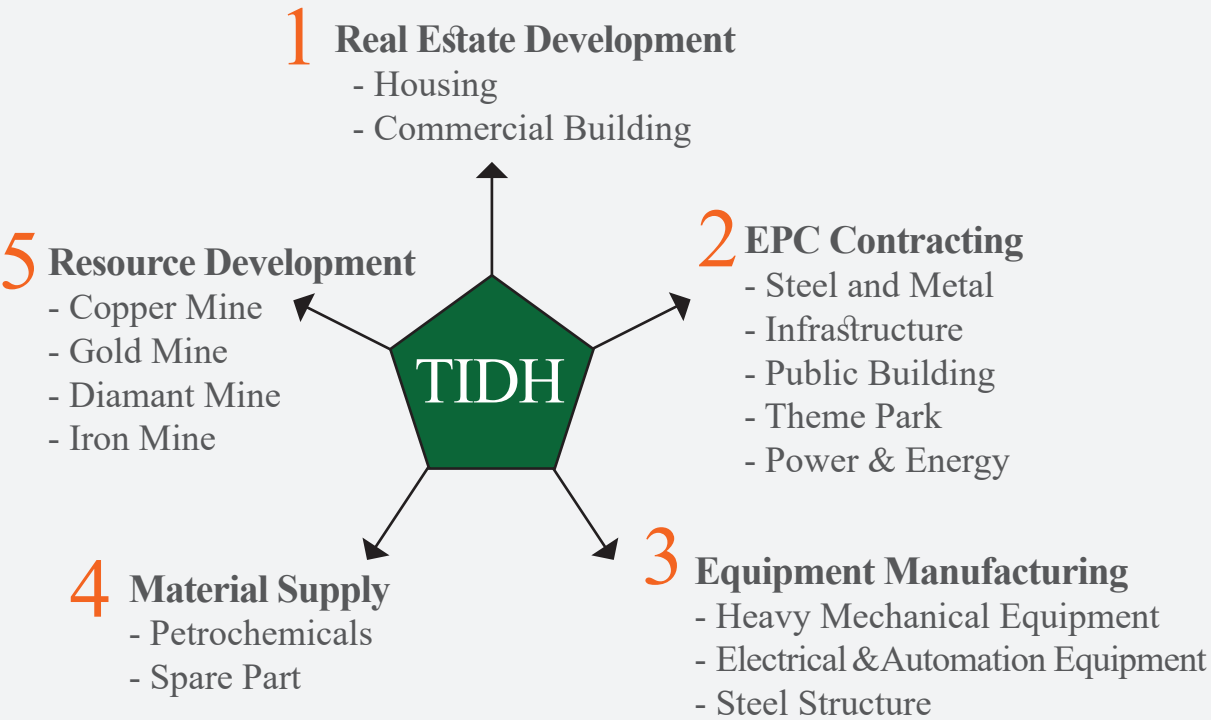 1 Real Estate Development
- Housing
- Commercial Building
2 EPC Contracting
- Steel and Metal
- Infrastructure
- Public Building
- Theme Park
- Power & Energy
3 Equipment Manufacturing
- Heavy Mechanical Equipment
- Electrical &Automation Equipment
- Steel Structure
4 Material Supply
- Petrochemicals
- Spare Part
5 Resource Development
- Copper Mine
- Gold Mine
- Diamant Mine
- Iron Mine
TIDH